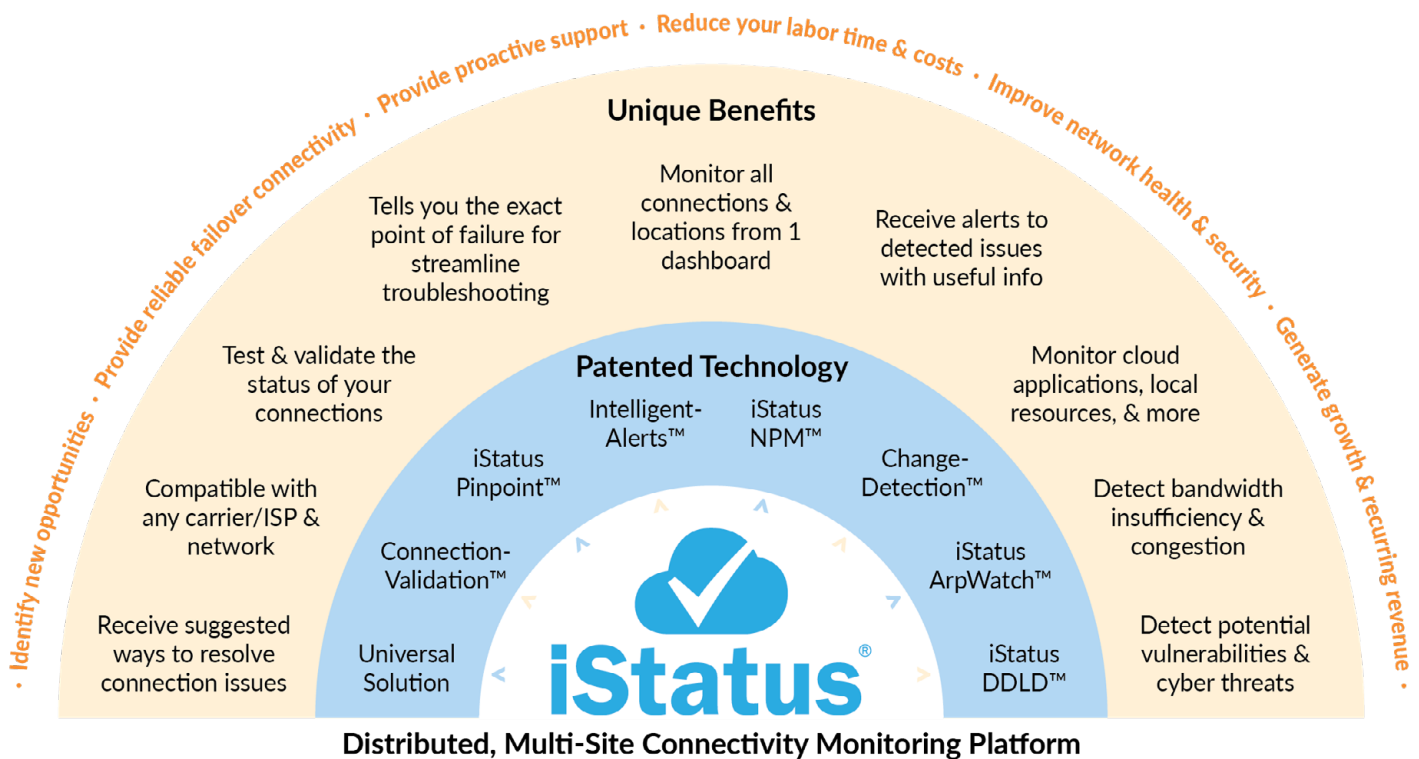 · Identify new opportunities · Provide reliable failover connectivity · Provide proactive support · Reduce your labor time & costs · Improve network health & security · Generate growth & recurring revenue ·
Unique Benefits
Receive suggested
ways to resolve
connection issues
Compatible with
any carrier/ISP &
network
Test & validate the
status of your
connections
Tells you the exact
point of failure for
streamline
troubleshooting
Monitor all
connections &
locations from 1
dashboard
Receive alerts to
detected issues
with useful info
Monitor cloud
applications, local
resources, & more
Detect bandwidth
insufficiency &
congestion
Detect potential
vulnerabilities &
cyber threats
Patented Technology
Universal
Solution
Connection-
Validation™
iStatus
Pinpoint™
Intelligent-
Alerts™
iStatus
NPM™
Change-
Detection™
iStatus
ArpWatch™
iStatus
DDLD™
iStatus®
Distributed, Multi-Site Connectivity Monitoring Platform